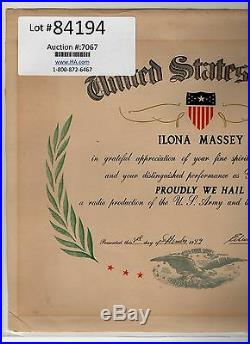 Lot #84194
Auction #:7067
www.HA.com
1-800-872-6467
United States
ILONA MASSEY
in grateful appreciation of your fine spiri
and your distinguished performance as
PROUDLY WE HAIL
a radio production of the U. S. Army and
Presented this day of 1949